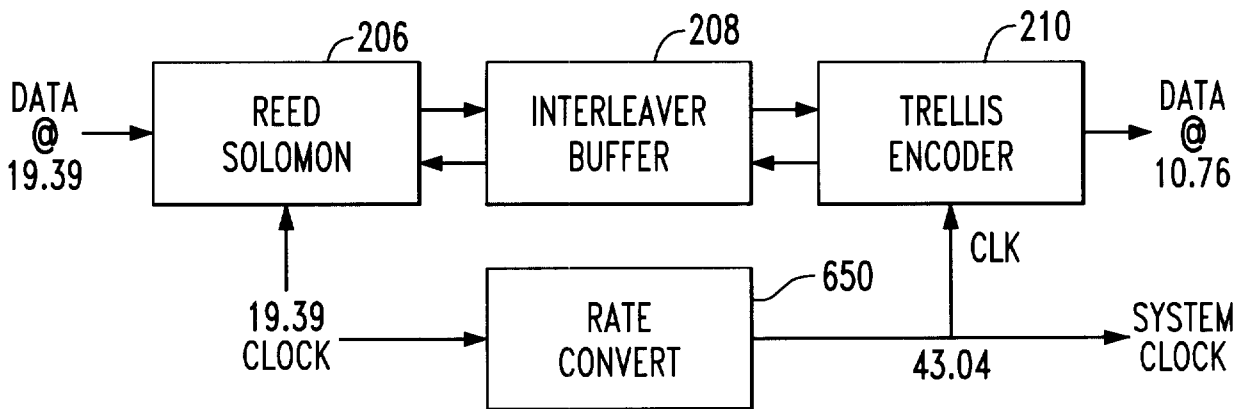 206
208
210
DATA
@
19.39
REED
SOLOMON
INTERLEAVER
BUFFER
TRELLIS
ENCODER
DATA
@
10.76
CLK
650
19.39
CLOCK
RATE
CONVERT
43.04
SYSTEM
CLOCK